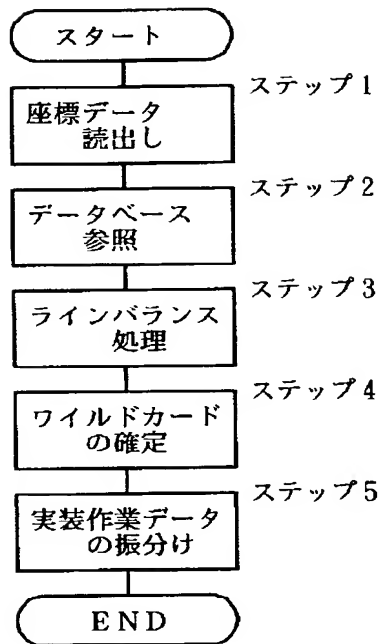 スタート
ステップ1
座標データ
読出し
ステップ2
データベース
参照
ステップ3
ラインバランス
処理
ステップ4
ワイルドカード
の確定
ステップ5
実装作業データ
の振分け
END